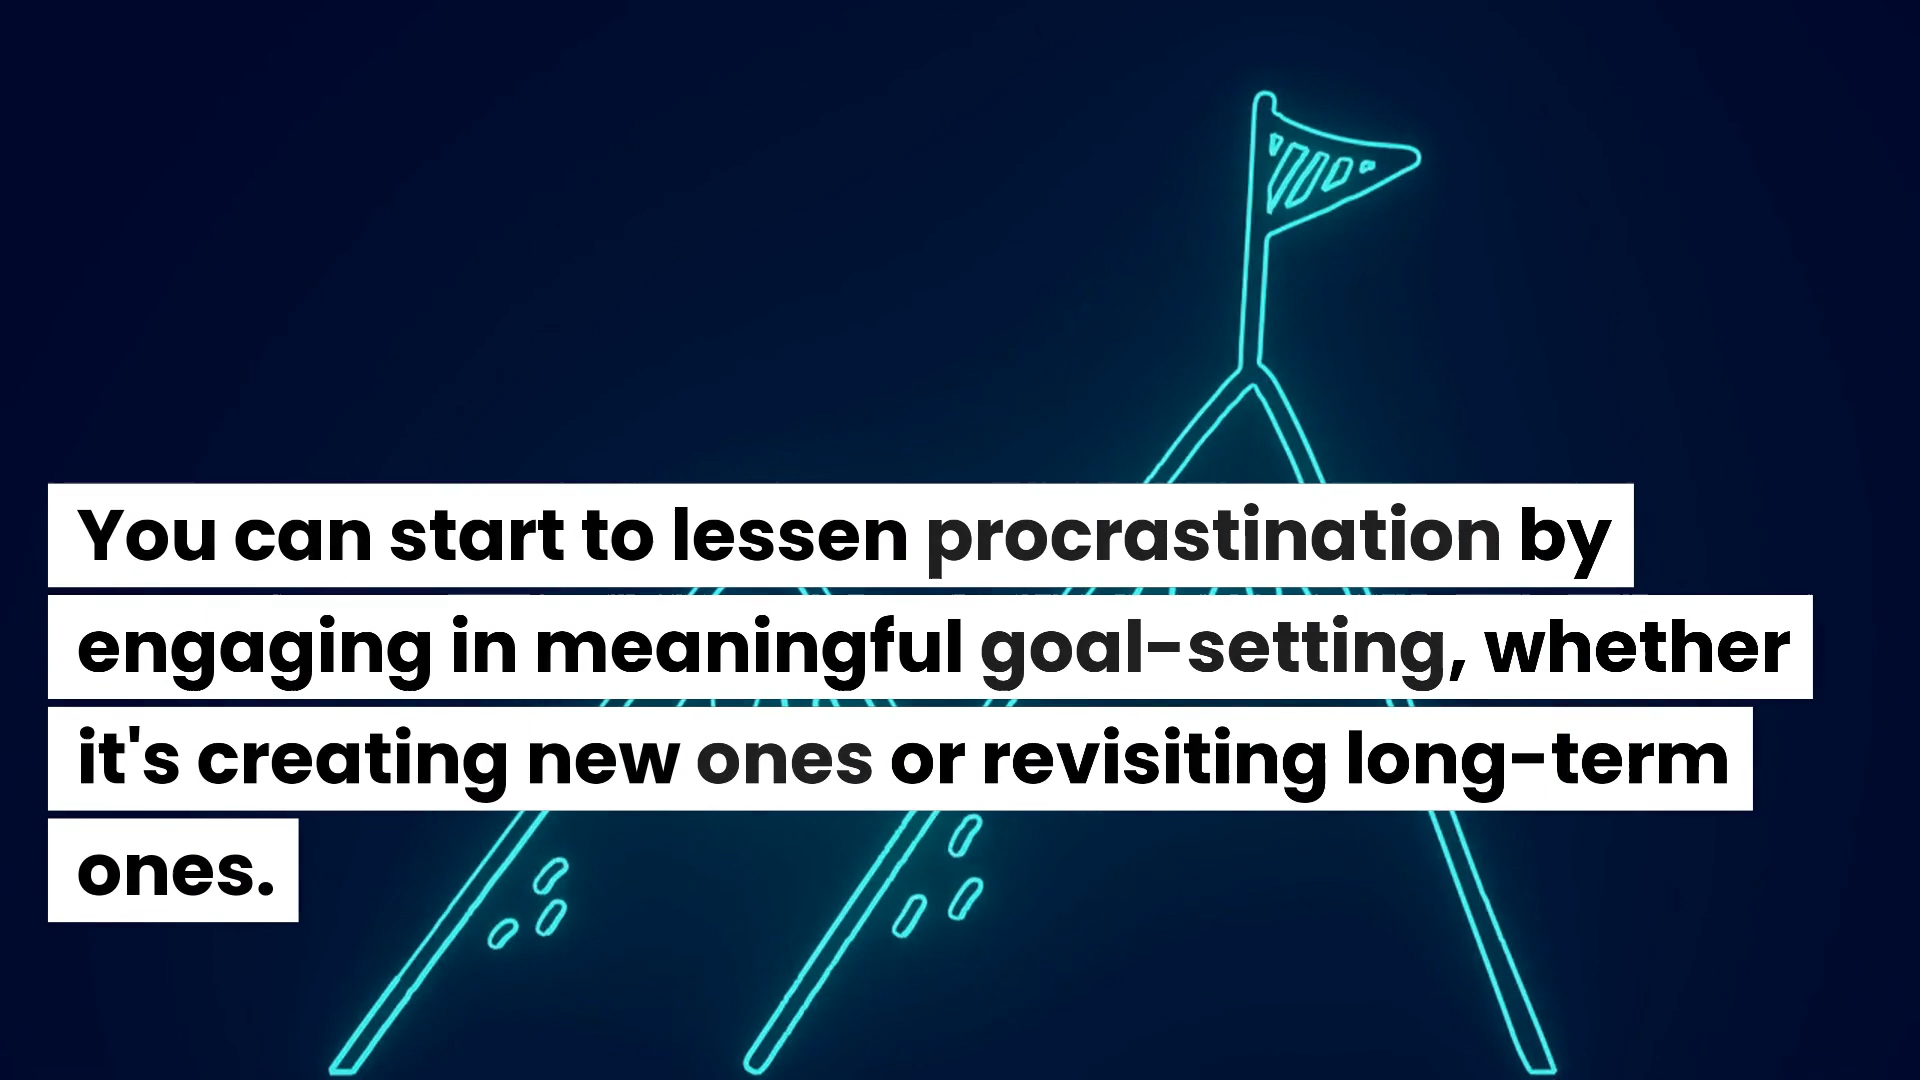 You can start to lessen procrastination by
engaging in meaningful goal-setting, whether
it's creating new ones or revisiting long-term
ones.